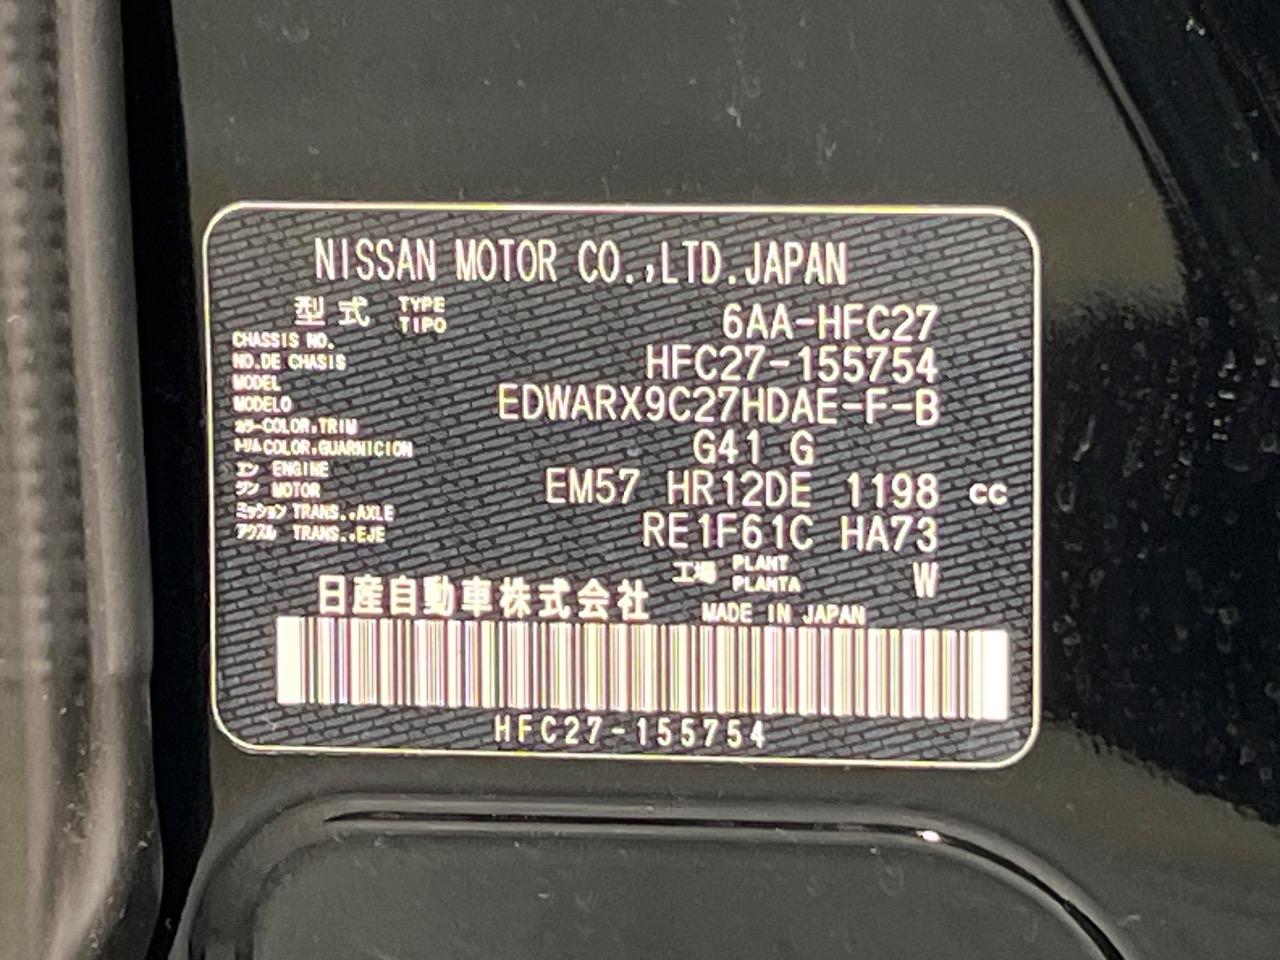 NISSAN MOTOR CO.,LTD.JAPAN
型式 TYPE TIPO 6AA-HFC27
CHASSIS NO.
NO.DE CHASIS HFC27-155754
MODEL
MODELO EDWARX9C27HDAE-F-B
カラー COLOR,TRIM
トリム COLOR,GUARNICION G41 G
エン ENGINE
ジン MOTOR EM57 HR12DE 1198 cc
ミッション TRANS.,AXLE
アクスル TRANS.,EJE RE1F61C HA73
工場 PLANT PLANTA W
日産自動車株式会社 MADE IN JAPAN
HFC27-155754